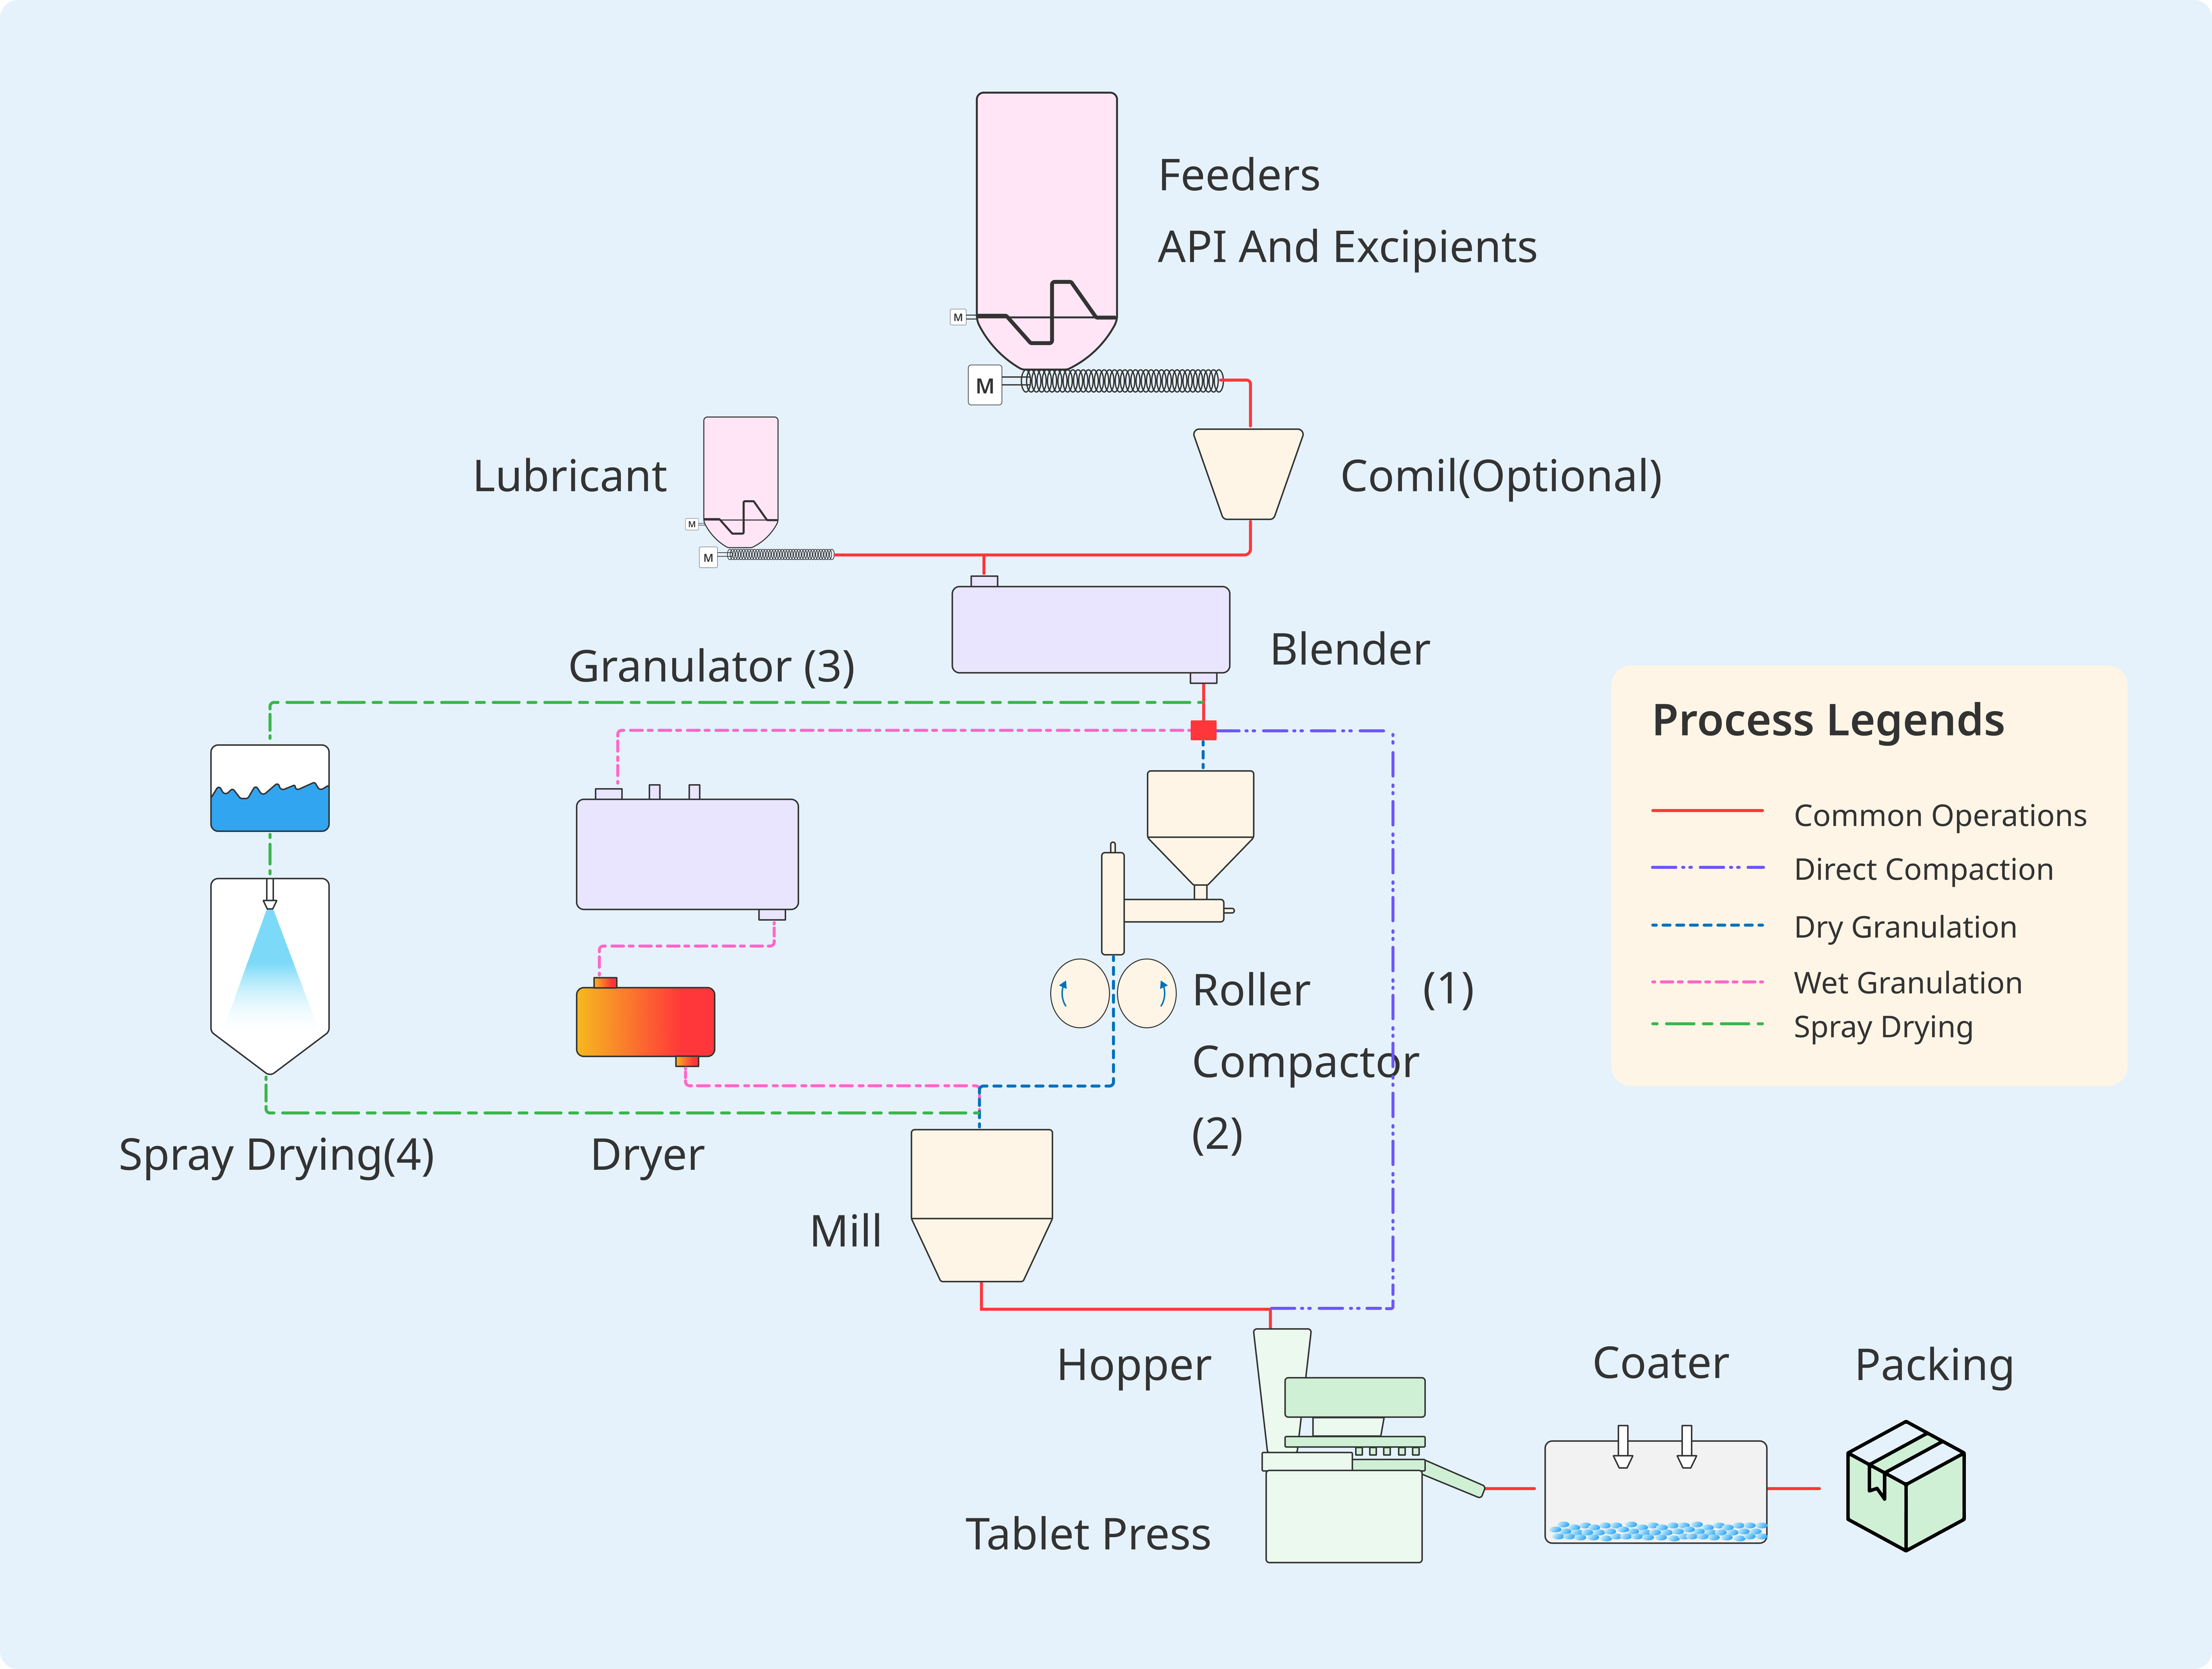 Feeders
API And Excipients
M
M
Lubricant
M
M
Comil(Optional)
Blender
Granulator (3)
Process Legends
Common Operations
Direct Compaction
Dry Granulation
Wet Granulation
Spray Drying
Roller
Compactor
(2)
(1)
Spray Drying(4)
Dryer
Mill
Hopper
Coater
Packing
Tablet Press